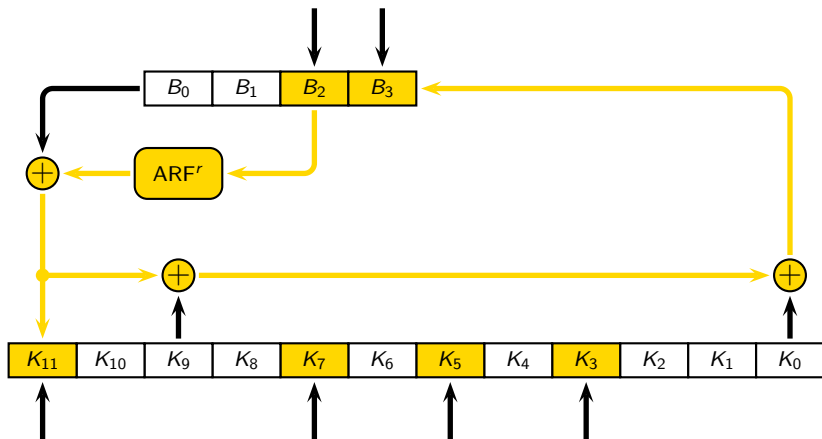 B₀ B₁ B₂ B₃
+ ARFʳ
+ +
K₁₁ K₁₀ K₉ K₈ K₇ K₆ K₅ K₄ K₃ K₂ K₁ K₀